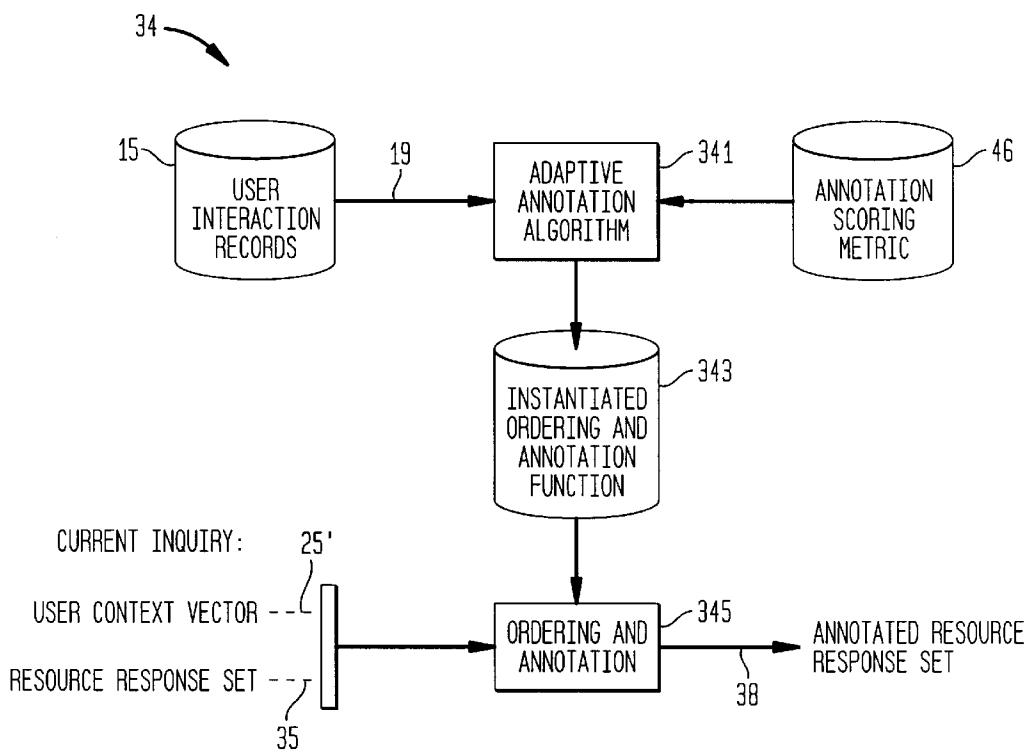 34
15
USER
INTERACTION
RECORDS
19
ADAPTIVE
ANNOTATION
ALGORITHM
341
46
ANNOTATION
SCORING
METRIC
INSTANTIATED
ORDERING AND
ANNOTATION
FUNCTION
343
CURRENT INQUIRY:
25'
USER CONTEXT VECTOR
RESOURCE RESPONSE SET
35
ORDERING AND
ANNOTATION
345
38
ANNOTATED RESOURCE
RESPONSE SET